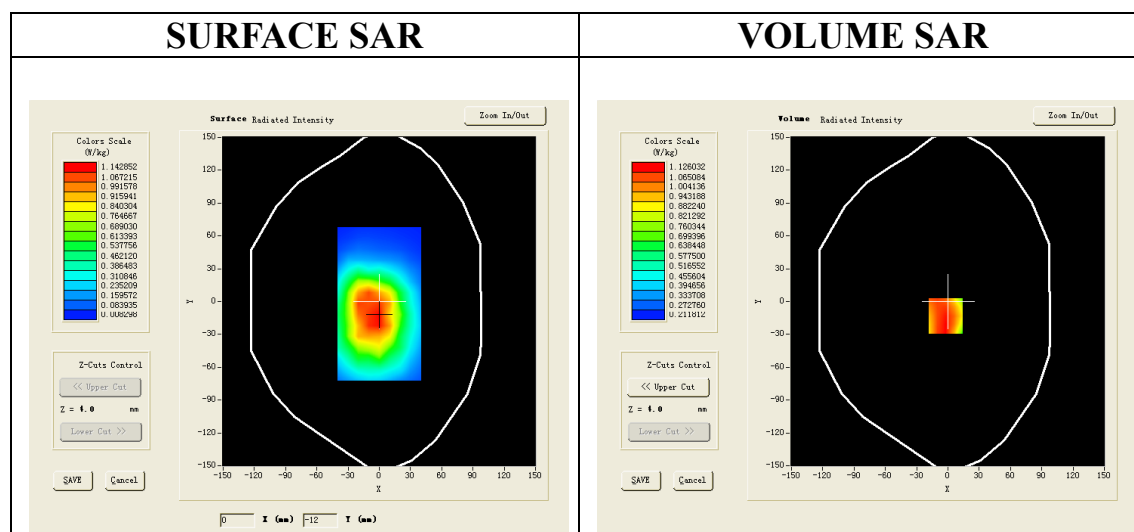 SURFACE SAR
VOLUME SAR
Surface Radiated Intensity
Zoom In/Out
Colors Scale
(W/kg)
1.142852
1.067215
0.991578
0.915941
0.840304
0.764667
0.689030
0.613393
0.537756
0.462120
0.386483
0.310846
0.235209
0.159572
0.083935
0.008298
150
120
90
60
30
0
-30
-60
-90
-120
-150
Y
-150 -120 -90 -60 -30 0 30 60 90 120 150
X
Z-Cuts Control
<< Upper Cut
Z = 4.0 mm
Lower Cut >>
SAVE Cancel
0 X (mm) -12 Y (mm)
Volume Radiated Intensity
Zoom In/Out
Colors Scale
(W/kg)
1.126032
1.065084
1.004136
0.943188
0.882240
0.821292
0.760344
0.699396
0.638448
0.577500
0.516552
0.455604
0.394656
0.333708
0.272760
0.211812
150
120
90
60
30
0
-30
-60
-90
-120
-150
Y
-150 -120 -90 -60 -30 0 30 60 90 120 150
X
Z-Cuts Control
<< Upper Cut
Z = 4.0 mm
Lower Cut >>
SAVE Cancel